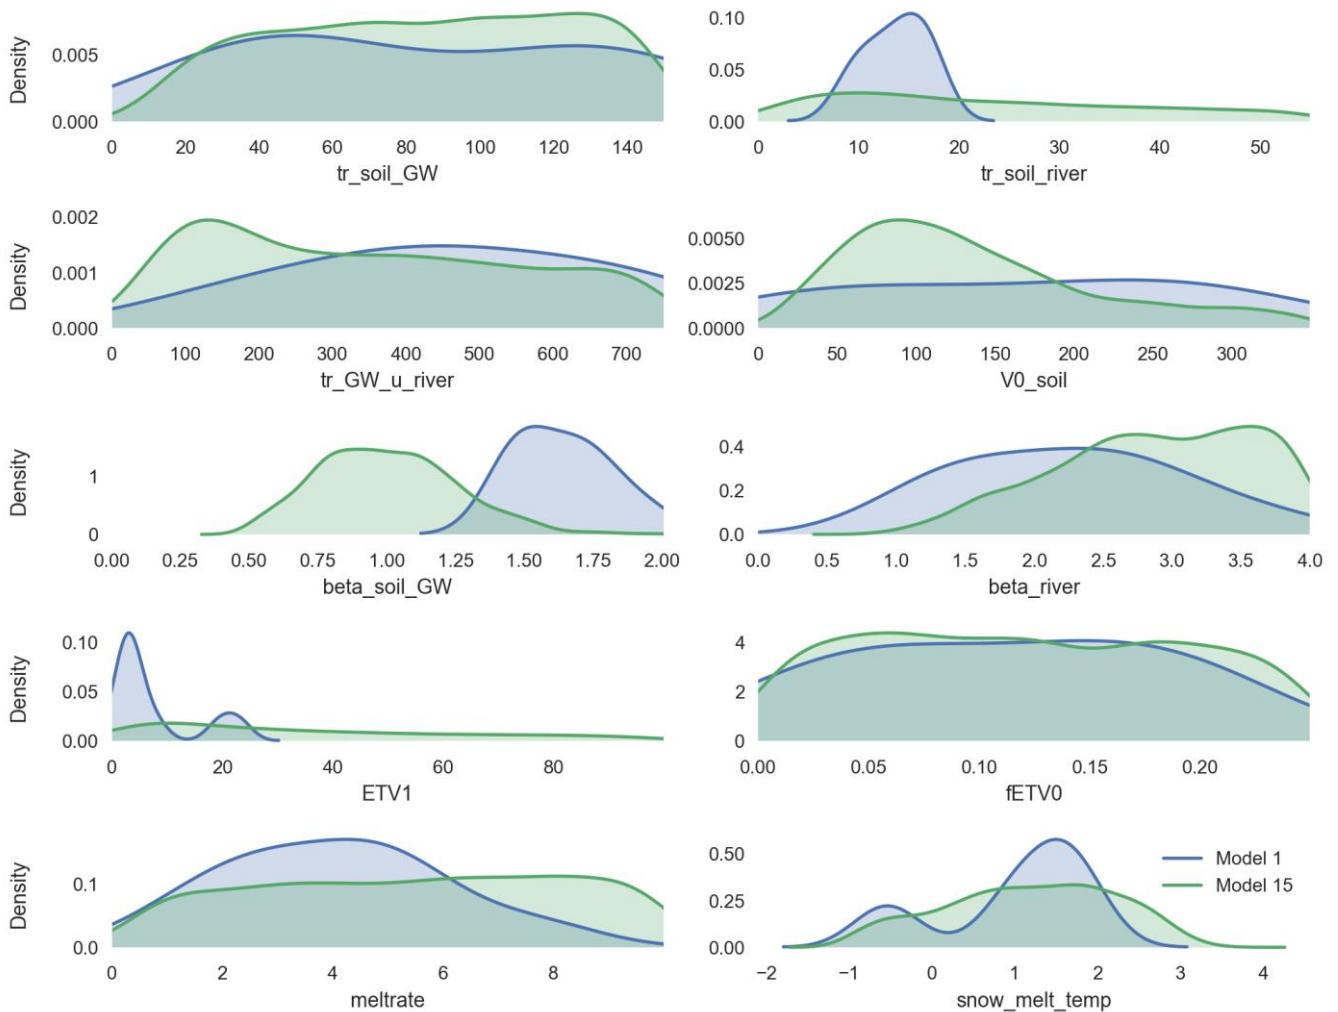 Density
0.005
0.000
0 20 40 60 80 100 120 140
tr_soil_GW
0.10
0.05
0.00
0 10 20 30 40 50
tr_soil_river
Density
0.002
0.001
0.000
0 100 200 300 400 500 600 700
tr_GW_u_river
0.0050
0.0025
0.0000
0 50 100 150 200 250 300
V0_soil
Density
1
0
0.00 0.25 0.50 0.75 1.00 1.25 1.50 1.75 2.00
beta_soil_GW
0.4
0.2
0.0
0.0 0.5 1.0 1.5 2.0 2.5 3.0 3.5 4.0
beta_river
Density
0.10
0.05
0.00
0 20 40 60 80
ETV1
4
2
0
0.00 0.05 0.10 0.15 0.20
fETV0
Density
0.1
0.0
0 2 4 6 8
meltrate
0.50
0.25
0.00
−2 −1 0 1 2 3 4
snow_melt_temp
Model 1
Model 15